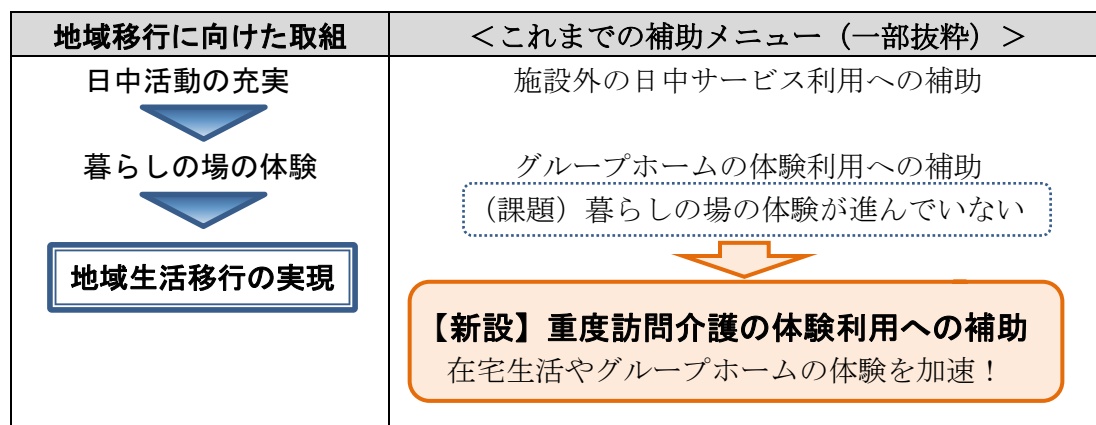 地域移行に向けた取組
＜これまでの補助メニュー（一部抜粋）＞
日中活動の充実
施設外の日中サービス利用への補助
暮らしの場の体験
グループホームの体験利用への補助
（課題）暮らしの場の体験が進んでいない
地域生活移行の実現
【新設】重度訪問介護の体験利用への補助
在宅生活やグループホームの体験を加速！